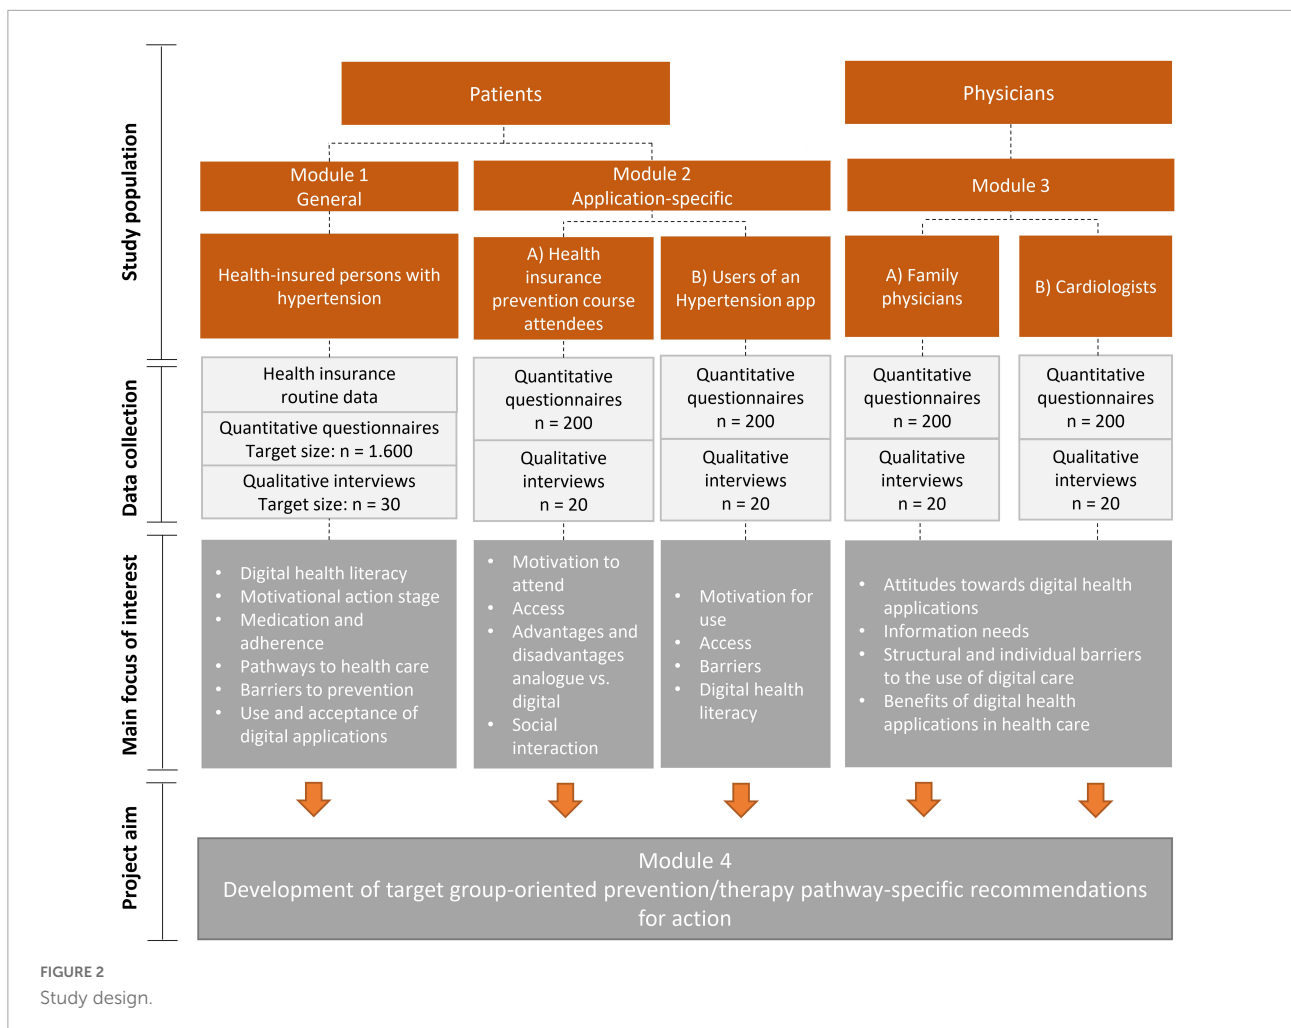 Study population
Patients
Physicians
Module 1
General
Module 2
Application-specific
Module 3
Health-insured persons with
hypertension
A) Health
insurance
prevention course
attendees
B) Users of an
Hypertension app
A) Family
physicians
B) Cardiologists
Data collection
Health insurance
routine data
Quantitative questionnaires
Target size: n = 1.600
Qualitative interviews
Target size: n = 30
Quantitative
questionnaires
n = 200
Qualitative
interviews
n = 20
Quantitative
questionnaires
n = 200
Qualitative
interviews
n = 20
Quantitative
questionnaires
n = 200
Qualitative
interviews
n = 20
Quantitative
questionnaires
n = 200
Qualitative
interviews
n = 20
Main focus of interest
• Digital health literacy
• Motivational action stage
• Medication and
adherence
• Pathways to health care
• Barriers to prevention
• Use and acceptance of
digital applications
• Motivation to
attend
• Access
• Advantages and
disadvantages
analogue vs.
digital
• Social
interaction
• Motivation for
use
• Access
• Barriers
• Digital health
literacy
• Attitudes towards digital health
applications
• Information needs
• Structural and individual barriers
to the use of digital care
• Benefits of digital health
applications in health care
Project aim
Module 4
Development of target group-oriented prevention/therapy pathway-specific recommendations
for action
FIGURE 2
Study design.